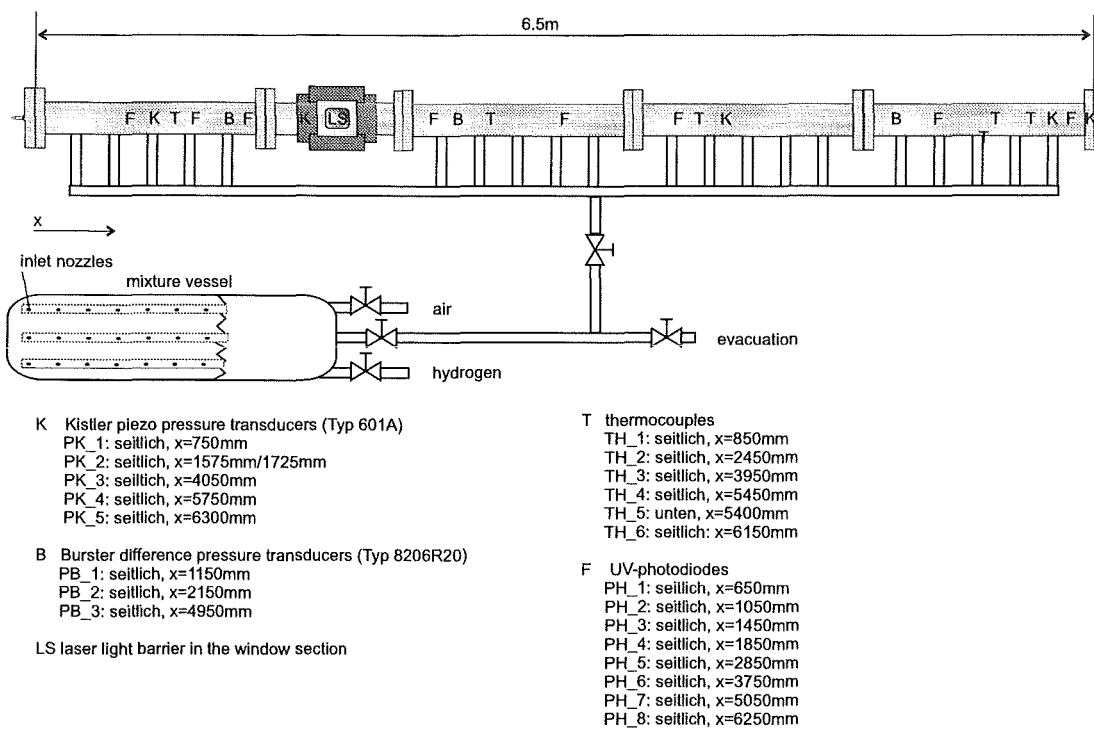 6.5m
F K T F B F K LS F B T F F T K B F T T K F K
T
x
inlet nozzles
mixture vessel
air
evacuation
hydrogen
K Kistler piezo pressure transducers (Typ 601A)
PK_1: seitlich, x=750mm
PK_2: seitlich, x=1575mm/1725mm
PK_3: seitlich, x=4050mm
PK_4: seitlich, x=5750mm
PK_5: seitlich, x=6300mm
B Burster difference pressure transducers (Typ 8206R20)
PB_1: seitlich, x=1150mm
PB_2: seitlich, x=2150mm
PB_3: seitlich, x=4950mm
LS laser light barrier in the window section
T thermocouples
TH_1: seitlich, x=850mm
TH_2: seitlich, x=2450mm
TH_3: seitlich, x=3950mm
TH_4: seitlich, x=5450mm
TH_5: unten, x=5400mm
TH_6: seitlich: x=6150mm
F UV-photodiodes
PH_1: seitlich, x=650mm
PH_2: seitlich, x=1050mm
PH_3: seitlich, x=1450mm
PH_4: seitlich, x=1850mm
PH_5: seitlich, x=2850mm
PH_6: seitlich, x=3750mm
PH_7: seitlich, x=5050mm
PH_8: seitlich, x=6250mm